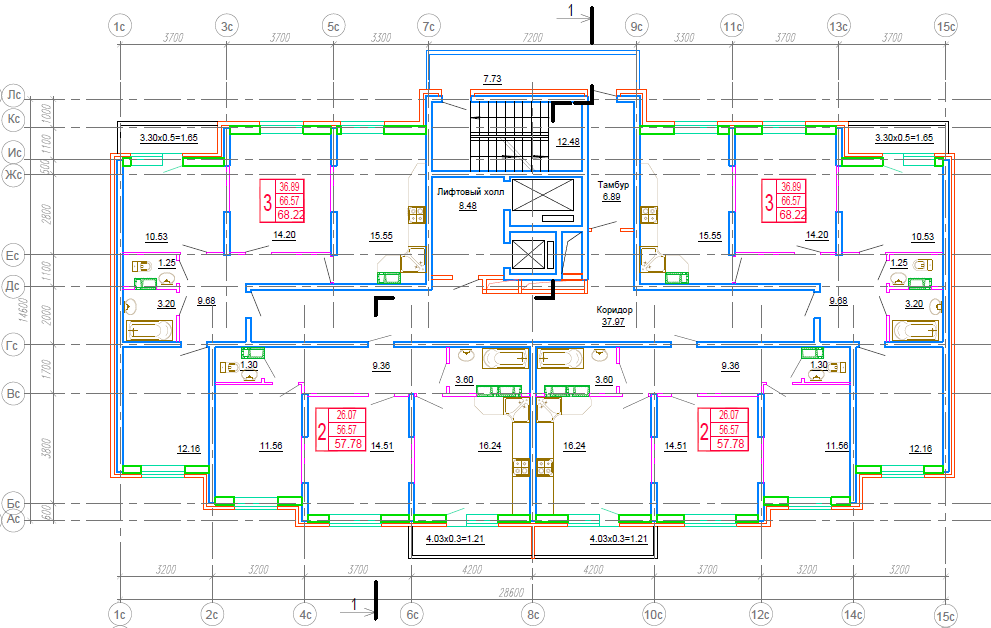 1
1с 3с 5с 7с 9с 11с 13с 15с
3700 3700 3300 7200 3300 3700 3700
Лс
7.73
Кс
1000
3.30х0.5=1.65 12.48 3.30х0.5=1.65
1100
Ис
500
Жс
3 36.89 66.57 68.22
Лифтовый холл
8.48
Тамбур
6.89
3 36.89 66.57 68.22
2800
10.53 14.20 15.55 15.55 14.20 10.53
Ес
1.25 1.25
1100
Дс
3.20 9.68 9.68 3.20
14600
2000
Коридор
37.97
Гс
1.30 9.36 9.36 1.30
1700
3.60 3.60
Вс
2 26.07 56.57 57.78
2 26.07 56.57 57.78
3800
12.16 11.56 14.51 16.24 16.24 14.51 11.56 12.16
Бс
600
Ас
4.03х0.3=1.21 4.03х0.3=1.21
3200 3200 3700 4200 4200 3700 3200 3200
28600
1
1с 2с 4с 6с 8с 10с 12с 14с 15с